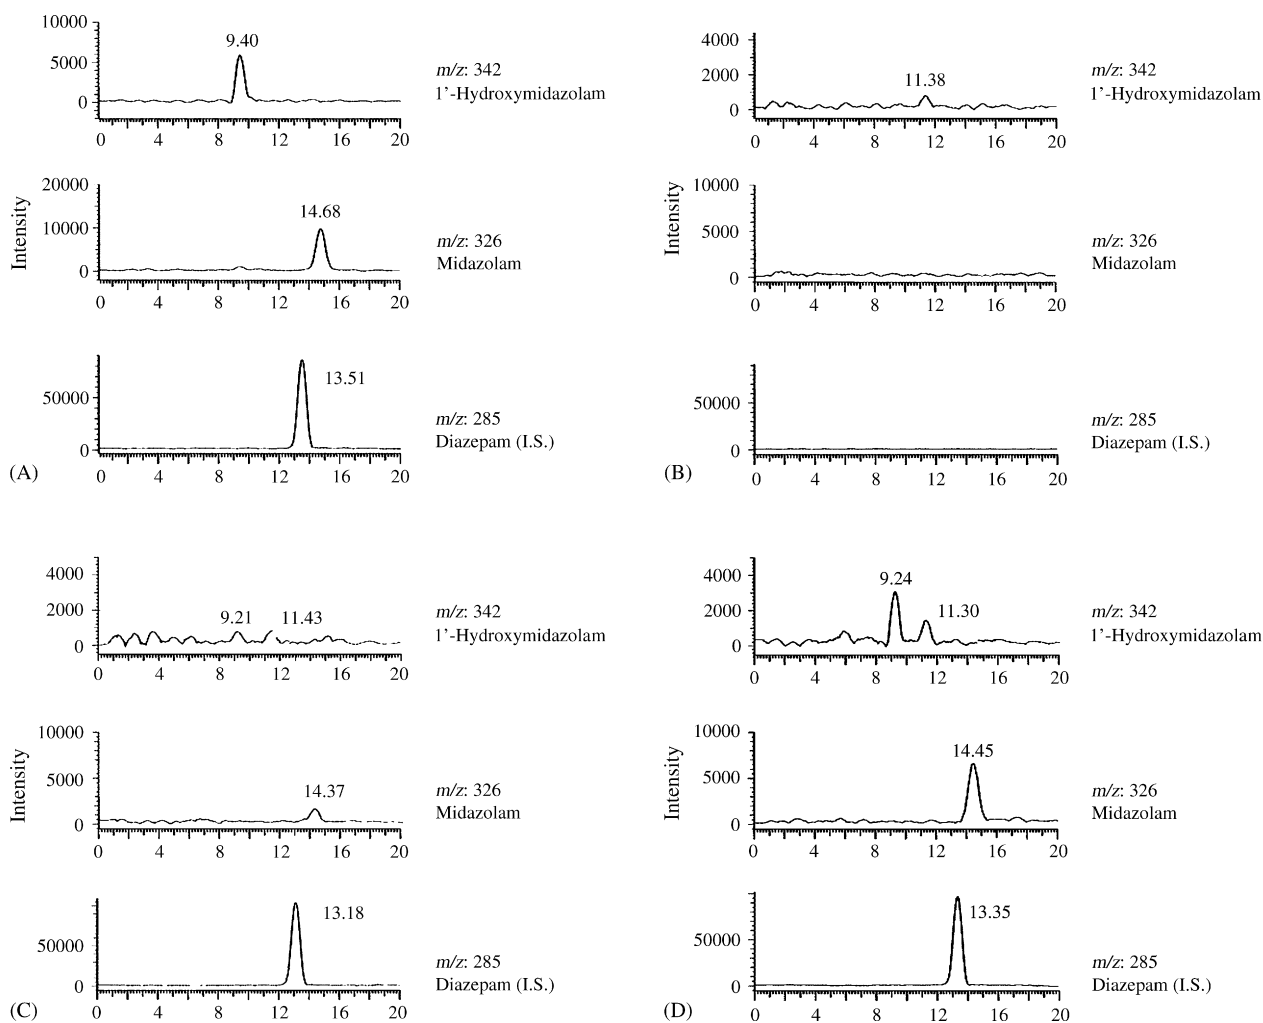 10000
5000
0
9.40
0 4 8 12 16 20
m/z: 342
1’-Hydroxymidazolam
Intensity
20000
10000
0
14.68
0 4 8 12 16 20
m/z: 326
Midazolam
50000
0
13.51
0 4 8 12 16 20
m/z: 285
Diazepam (I.S.)
(A)
4000
2000
0
11.38
0 4 8 12 16 20
m/z: 342
1’-Hydroxymidazolam
Intensity
10000
5000
0
0 4 8 12 16 20
m/z: 326
Midazolam
50000
0
0 4 8 12 16 20
m/z: 285
Diazepam (I.S.)
(B)
4000
2000
0
9.21 11.43
0 4 8 12 16 20
m/z: 342
1’-Hydroxymidazolam
Intensity
10000
5000
0
14.37
0 4 8 12 16 20
m/z: 326
Midazolam
50000
0
13.18
0 4 8 12 16 20
m/z: 285
Diazepam (I.S.)
(C)
4000
2000
0
9.24
11.30
0 4 8 12 16 20
m/z: 342
1’-Hydroxymidazolam
Intensity
10000
5000
0
14.45
0 4 8 12 16 20
m/z: 326
Midazolam
50000
0
13.35
0 4 8 12 16 20
m/z: 285
Diazepam (I.S.)
(D)